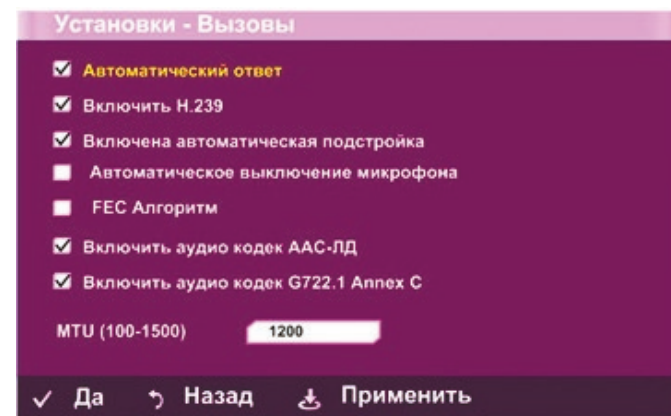 Установки - Вызовы
Автоматический ответ
Включить H.239
Включена автоматическая подстройка
Автоматическое выключение микрофона
FEC Алгоритм
Включить аудио кодек ААС-ЛД
Включить аудио кодек G722.1 Annex C
MTU (100-1500) 1200
Да Назад Применить